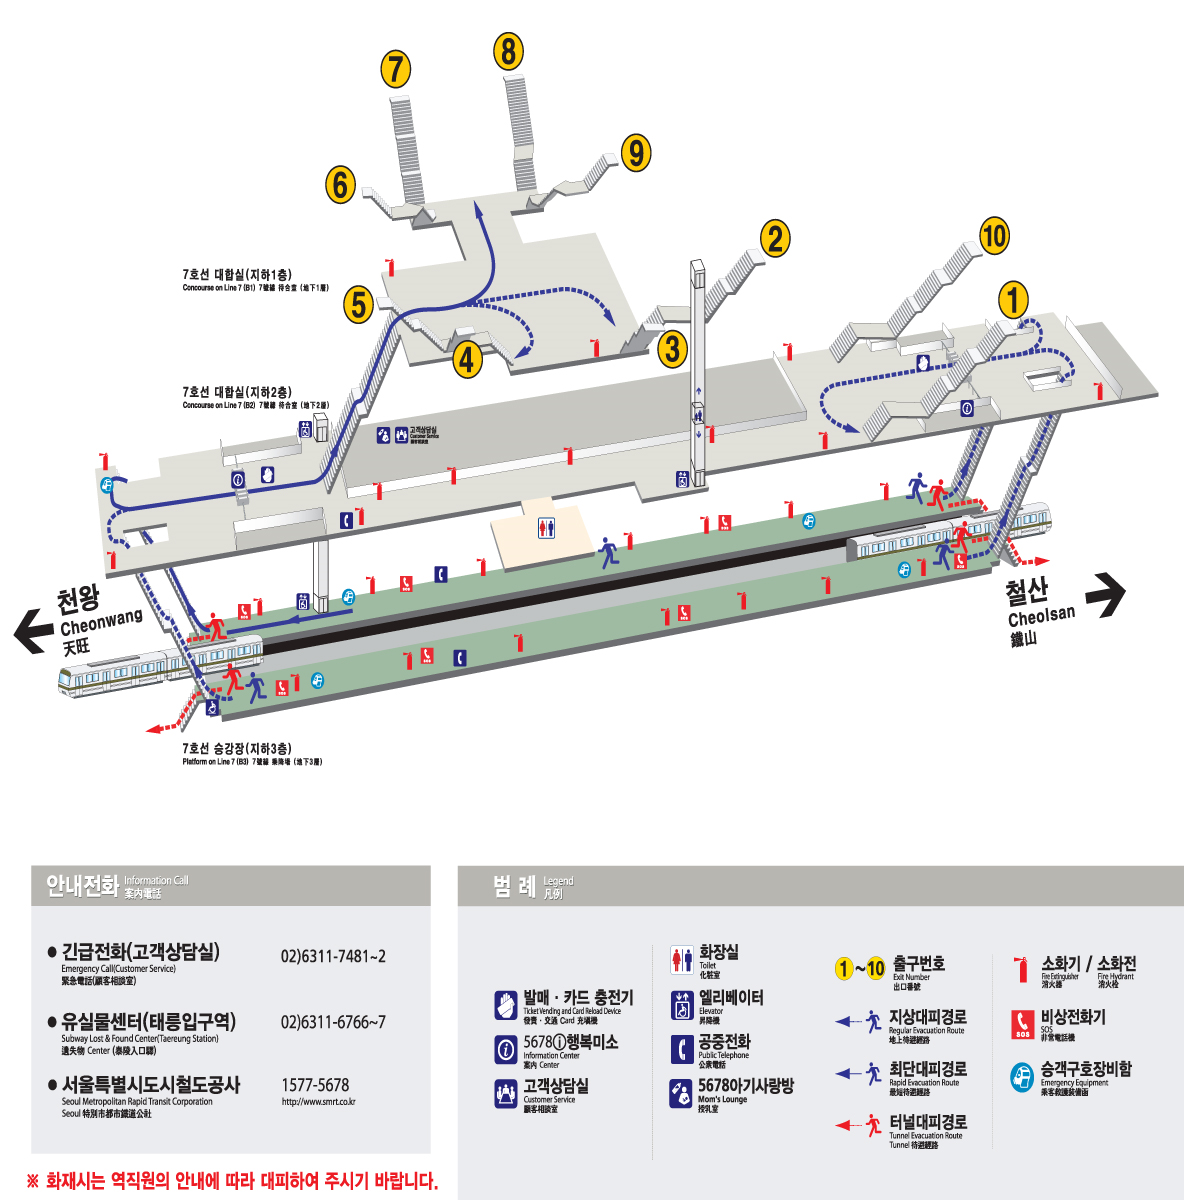 8
7
9
6
2
10
7호선 대합실(지하1층)
Concourse on Line 7 (B1) 7號線 待合室 (地下1層)
5
1
3
4
7호선 대합실(지하2층)
Concourse on Line 7 (B2) 7號線 待合室 (地下2層)
고객상담실
Customer Service
顧客相談室
SOS
천왕
Cheonwang
天旺
철산
Cheolsan
鐵山
SOS
SOS
SOS
SOS
SOS
SOS
7호선 승강장(지하3층)
Platform on Line 7 (B3) 7號線 乘降場 (地下3層)
안내전화 Information Call
案内電話
● 긴급전화(고객상담실) 02)6311-7481~2
Emergency Call(Customer Service)
緊急電話(顧客相談室)
● 유실물센터(태릉입구역) 02)6311-6766~7
Subway Lost & Found Center(Taereung Station)
遺失物 Center (泰陵入口驛)
● 서울특별시도시철도공사 1577-5678
Seoul Metropolitan Rapid Transit Corporation http://www.smrt.co.kr
Seoul 特別市都市鐵道公社
※ 화재시는 역직원의 안내에 따라 대피하여 주시기 바랍니다.
범 례 Legend
凡例
발매 · 카드 충전기
Ticket Vending and Card Reload Device
發賣 · 交通 Card 充塡機
5678ⓘ행복미소
Information Center
案內 Center
고객상담실
Customer Service
顧客相談室
화장실
Toilet
化粧室
엘리베이터
Elevator
昇降機
공중전화
Public Telephone
公衆電話
5678아기사랑방
Mom's Lounge
授乳室
1~10 출구번호
Exit Number
出口番號
지상대피경로
Regular Evacuation Route
地上待避經路
최단대피경로
Rapid Evacuation Route
最短待避經路
터널대피경로
Tunnel Evacuation Route
Tunnel 待避經路
소화기 / 소화전
Fire Extinguisher Fire Hydrant
消火器 消火栓
SOS
비상전화기
SOS
非常電話機
승객구호장비함
Emergency Equipment
乘客救護裝備函